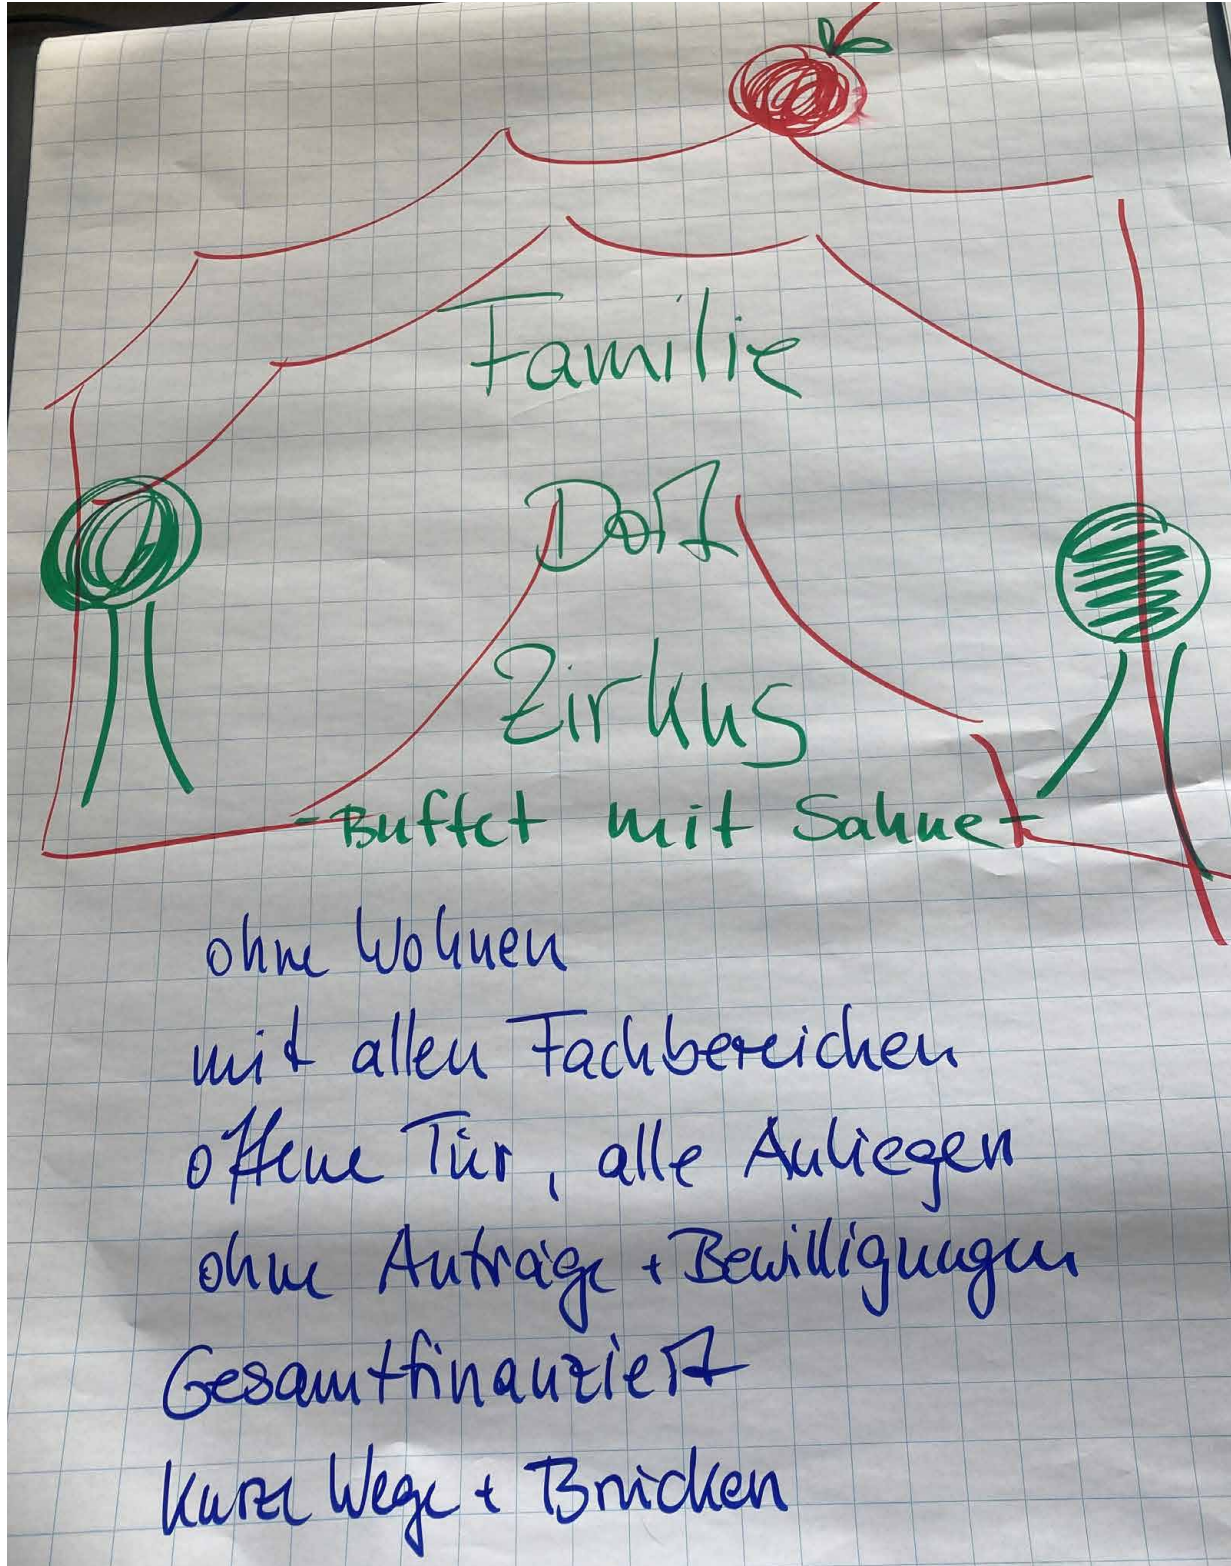 Familie
Dorf
Zirkus
- Buffet mit Sahne -
ohne Wohnen
mit allen Fachbereichen
offene Tür, alle Anliegen
ohne Anträge + Bewilligungen
Gesamtfinanziert
Kurze Wege + Brücken